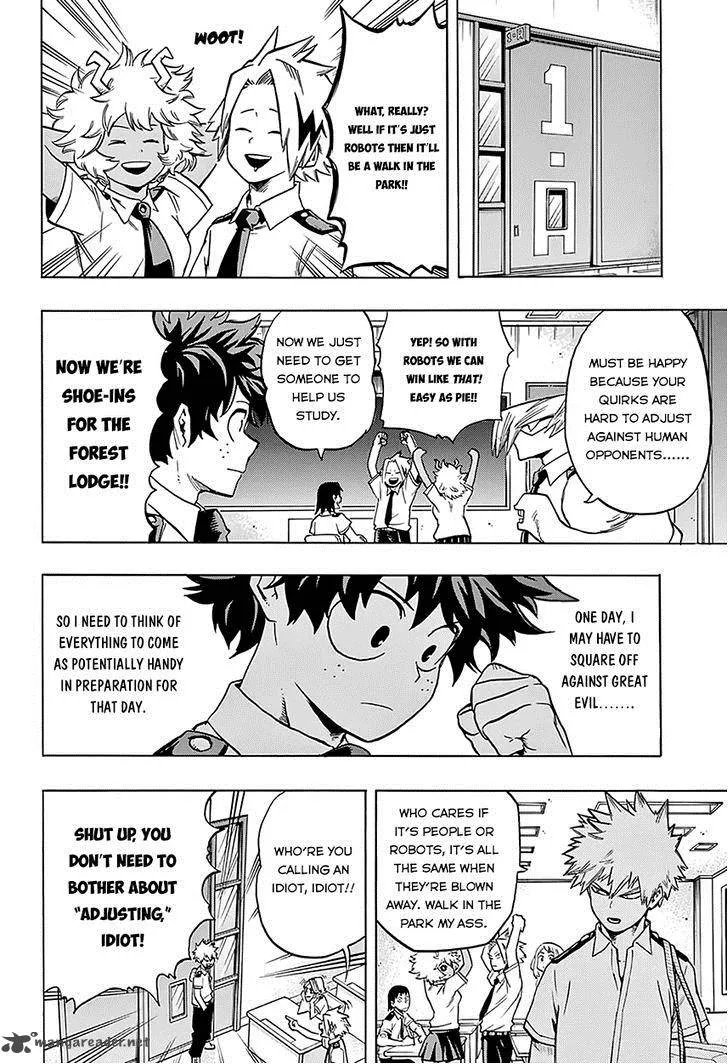 1-A
WHAT, REALLY?
WELL IF IT'S JUST
ROBOTS THEN IT'LL
BE A WALK IN THE
PARK!!
WOOT!
MUST BE HAPPY
BECAUSE YOUR
QUIRKS ARE
HARD TO ADJUST
AGAINST HUMAN
OPPONENTS......
YEP! SO WITH
ROBOTS WE CAN
WIN LIKE THAT!
EASY AS PIE!!
NOW WE JUST
NEED TO GET
SOMEONE TO
HELP US
STUDY.
NOW WE'RE
SHOE-INS
FOR THE
FOREST
LODGE!!
ONE DAY, I
MAY HAVE TO
SQUARE OFF
AGAINST GREAT
EVIL.......
SO I NEED TO THINK OF
EVERYTHING TO COME
AS POTENTIALLY HANDY
IN PREPARATION FOR
THAT DAY.
WHO CARES IF
IT'S PEOPLE OR
ROBOTS, IT'S ALL
THE SAME WHEN
THEY'RE BLOWN
AWAY. WALK IN THE
PARK MY ASS.
WHO'RE YOU
CALLING AN
IDIOT, IDIOT!!
SHUT UP, YOU
DON'T NEED TO
BOTHER ABOUT
"ADJUSTING,"
IDIOT!
mangareader.net